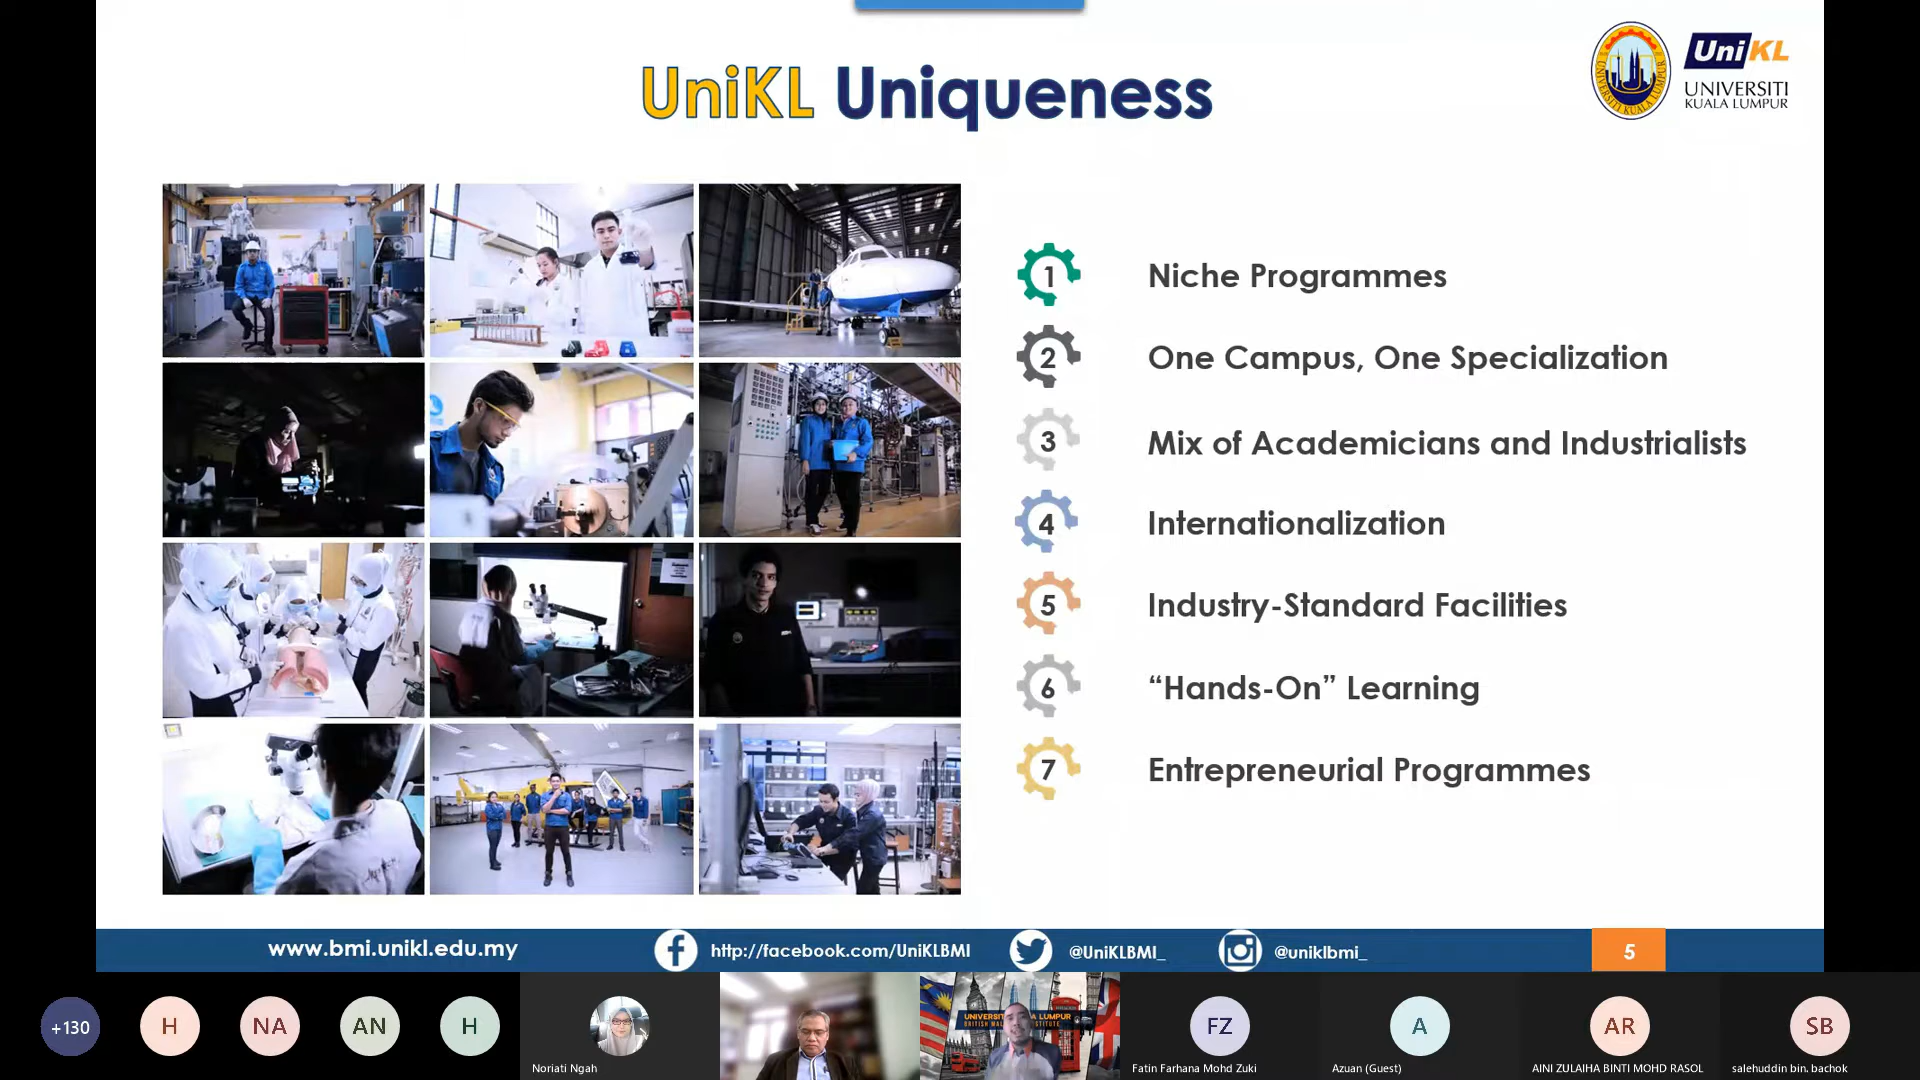 UniKL Uniqueness
UniKL
UNIVERSITI
KUALA LUMPUR
UNIVERSITI KUALA LUMPUR
1 Niche Programmes
2 One Campus, One Specialization
3 Mix of Academicians and Industrialists
4 Internationalization
5 Industry-Standard Facilities
6 “Hands-On” Learning
7 Entrepreneurial Programmes
www.bmi.unikl.edu.my
http://facebook.com/UniKLBMI
@UniKLBMI_
@uniklbmi_
5
+130
H
NA
AN
H
Noriati Ngah
FZ
Fatin Farhana Mohd Zuki
A
Azuan (Guest)
AR
AINI ZULAIHA BINTI MOHD RASOL
SB
salehuddin bin. bachok